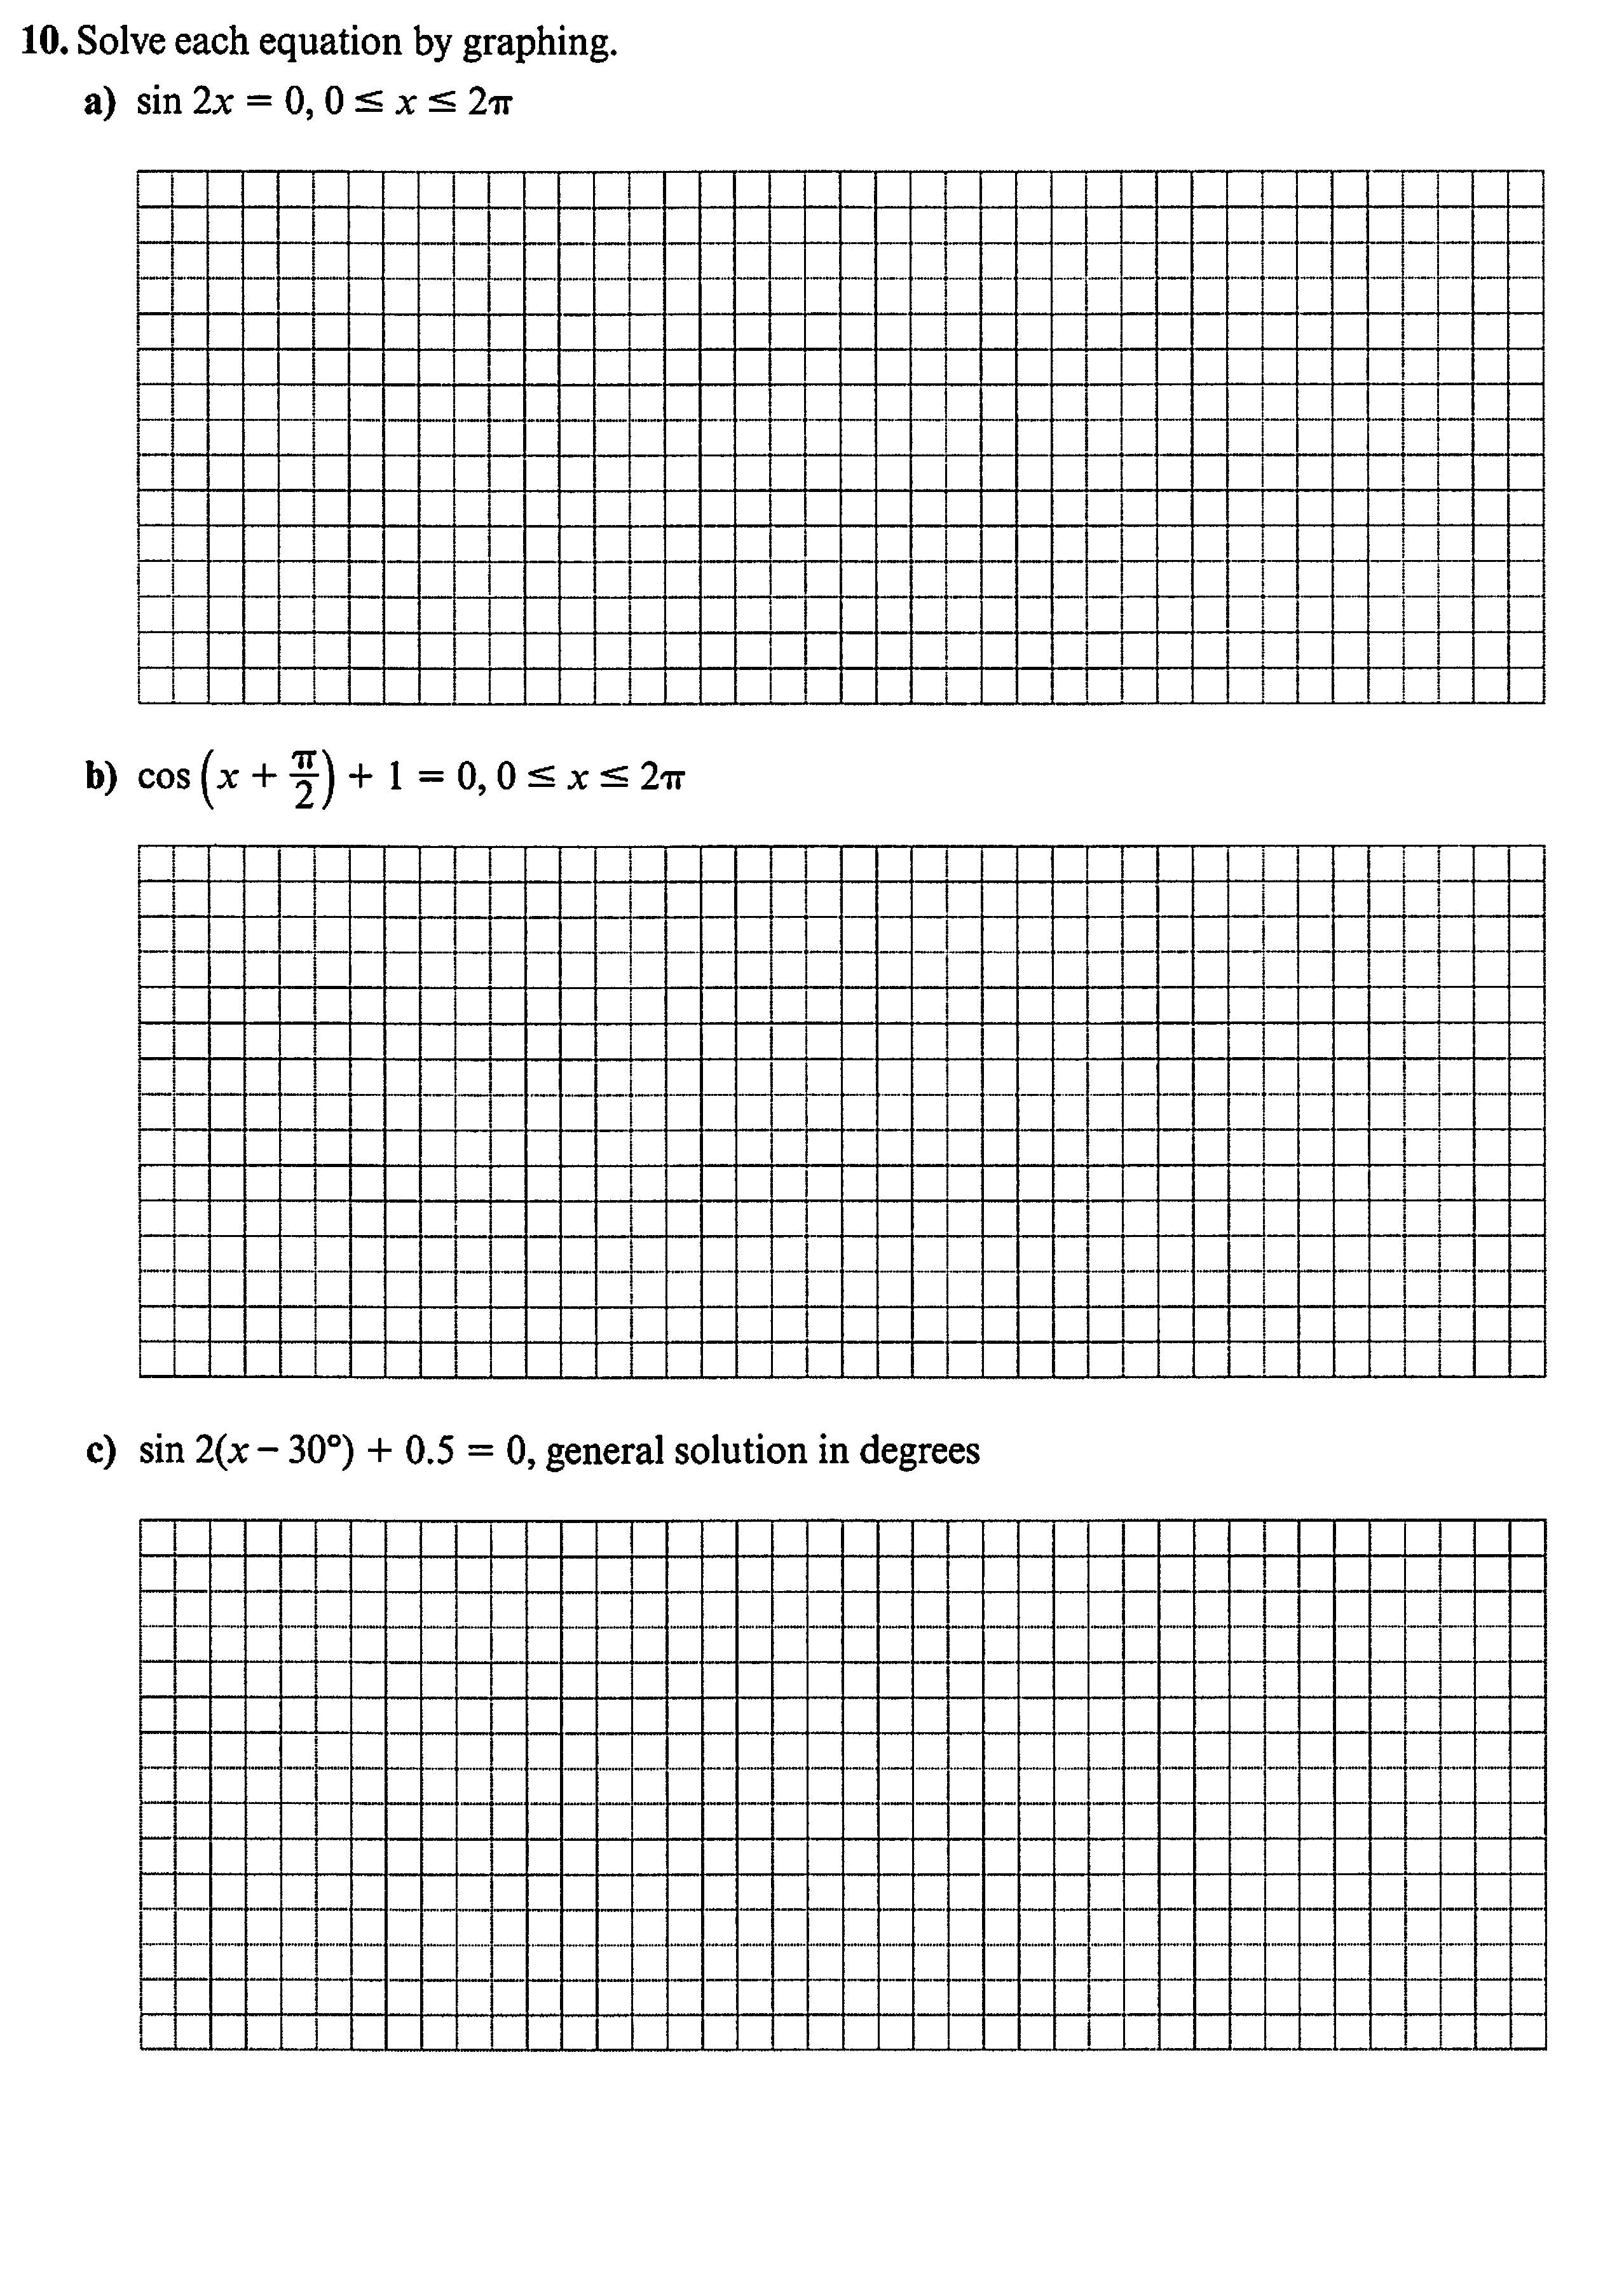 10. Solve each equation by graphing.
a) sin 2x = 0, 0 ≤ x ≤ 2π
b) cos (x + π/2) + 1 = 0, 0 ≤ x ≤ 2π
c) sin 2(x − 30°) + 0.5 = 0, general solution in degrees